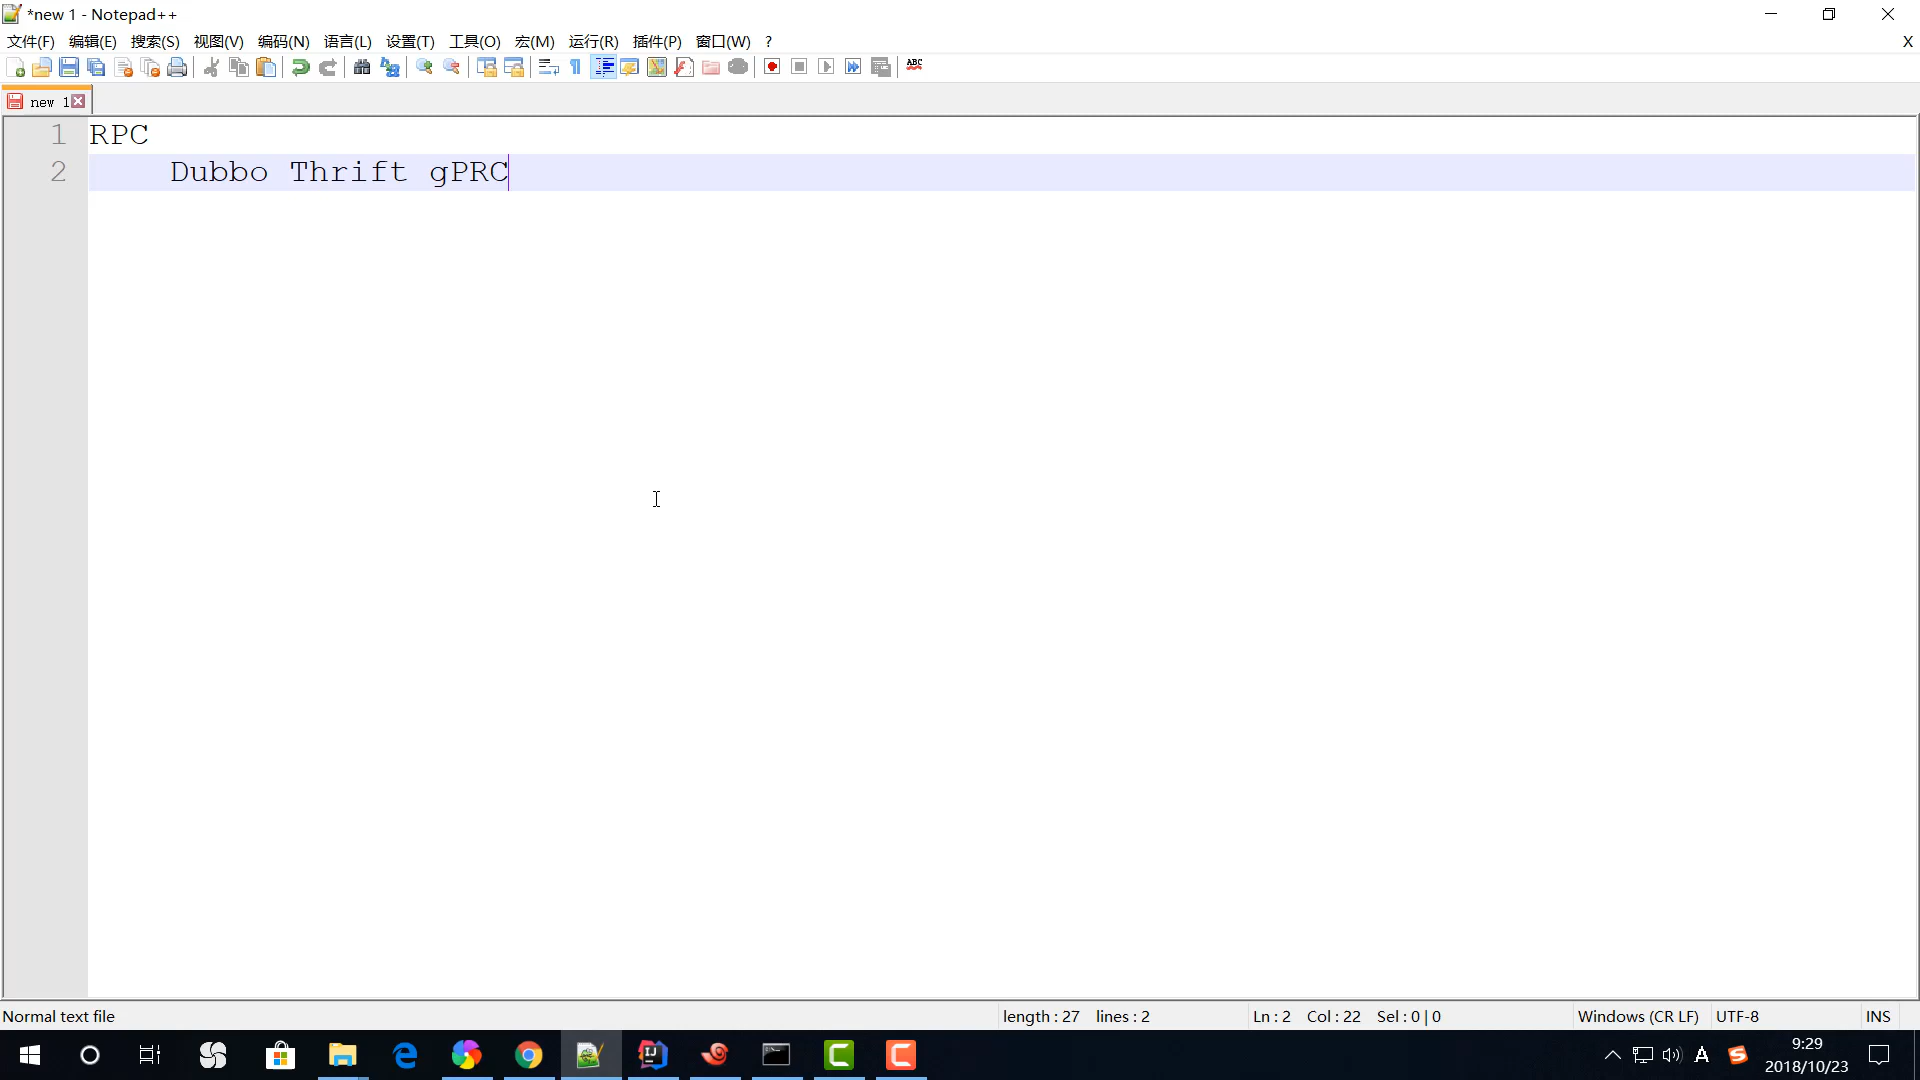 *new 1 - Notepad++
文件(F) 编辑(E) 搜索(S) 视图(V) 编码(N) 语言(L) 设置(T) 工具(O) 宏(M) 运行(R) 插件(P) 窗口(W) ? X
ABC
new 1
1 RPC
2 Dubbo Thrift gPRC
Normal text file length : 27 lines : 2 Ln : 2 Col : 22 Sel : 0 | 0 Windows (CR LF) UTF-8 INS
9:29
2018/10/23